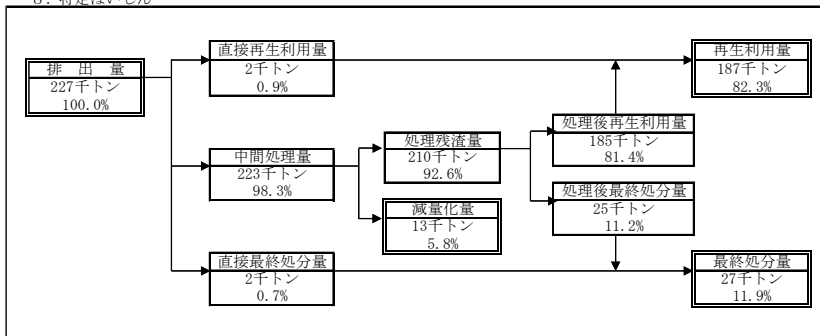 排 出 量
227千トン
100.0%
直接再生利用量
2千トン
0.9%
再生利用量
187千トン
82.3%
中間処理量
223千トン
98.3%
処理残渣量
210千トン
92.6%
処理後再生利用量
185千トン
81.4%
減量化量
13千トン
5.8%
処理後最終処分量
25千トン
11.2%
直接最終処分量
2千トン
0.7%
最終処分量
27千トン
11.9%